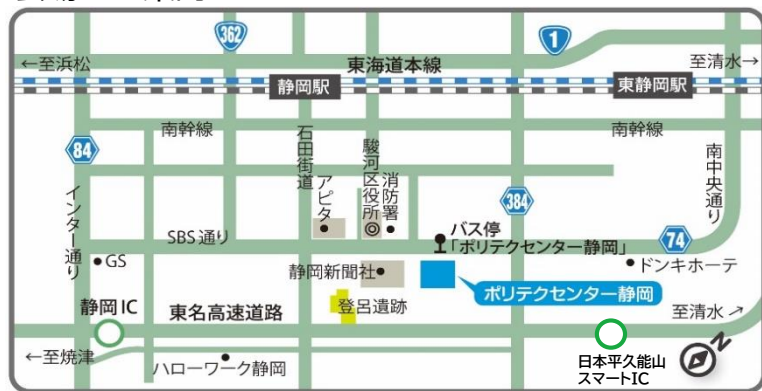 362
1
←至浜松
東海道本線
至清水→
静岡駅
東静岡駅
南幹線
南幹線
84
石田街道
駿河区役所
消防署
アピタ
インター通り
384
南中央通り
SBS通り
バス停
「ポリテクセンター静岡」
74
GS
ドンキホーテ
静岡新聞社
ポリテクセンター静岡
静岡IC
東名高速道路
登呂遺跡
至清水↗
←至焼津
ハローワーク静岡
日本平久能山
スマートIC
N